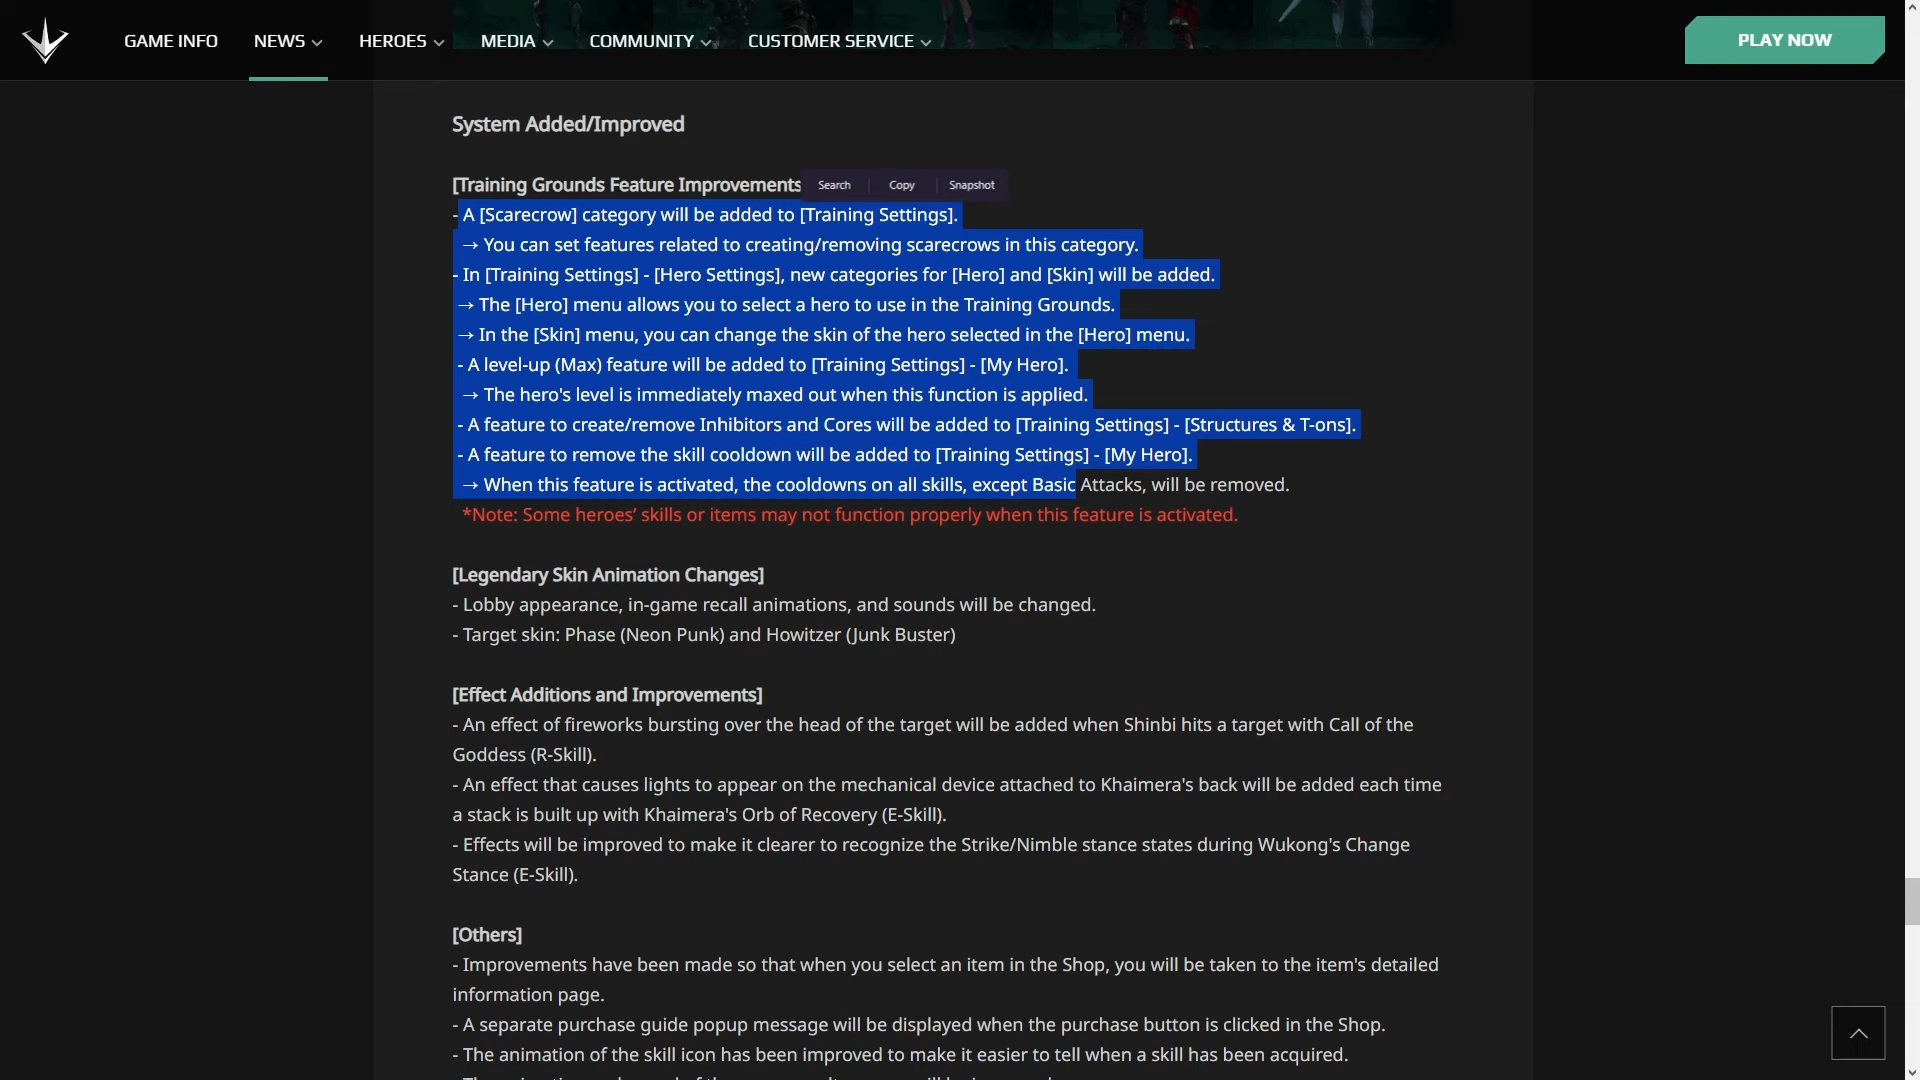 GAME INFO NEWS HEROES MEDIA COMMUNITY CUSTOMER SERVICE PLAY NOW
System Added/Improved
[Training Grounds Feature Improvements
Search Copy Snapshot
- A [Scarecrow] category will be added to [Training Settings].
→ You can set features related to creating/removing scarecrows in this category.
- In [Training Settings] - [Hero Settings], new categories for [Hero] and [Skin] will be added.
→ The [Hero] menu allows you to select a hero to use in the Training Grounds.
→ In the [Skin] menu, you can change the skin of the hero selected in the [Hero] menu.
- A level-up (Max) feature will be added to [Training Settings] - [My Hero].
→ The hero's level is immediately maxed out when this function is applied.
- A feature to create/remove Inhibitors and Cores will be added to [Training Settings] - [Structures & T-ons].
- A feature to remove the skill cooldown will be added to [Training Settings] - [My Hero].
→ When this feature is activated, the cooldowns on all skills, except Basic Attacks, will be removed.
*Note: Some heroes’ skills or items may not function properly when this feature is activated.
[Legendary Skin Animation Changes]
- Lobby appearance, in-game recall animations, and sounds will be changed.
- Target skin: Phase (Neon Punk) and Howitzer (Junk Buster)
[Effect Additions and Improvements]
- An effect of fireworks bursting over the head of the target will be added when Shinbi hits a target with Call of the
Goddess (R-Skill).
- An effect that causes lights to appear on the mechanical device attached to Khaimera's back will be added each time
a stack is built up with Khaimera's Orb of Recovery (E-Skill).
- Effects will be improved to make it clearer to recognize the Strike/Nimble stance states during Wukong's Change
Stance (E-Skill).
[Others]
- Improvements have been made so that when you select an item in the Shop, you will be taken to the item's detailed
information page.
- A separate purchase guide popup message will be displayed when the purchase button is clicked in the Shop.
- The animation of the skill icon has been improved to make it easier to tell when a skill has been acquired.